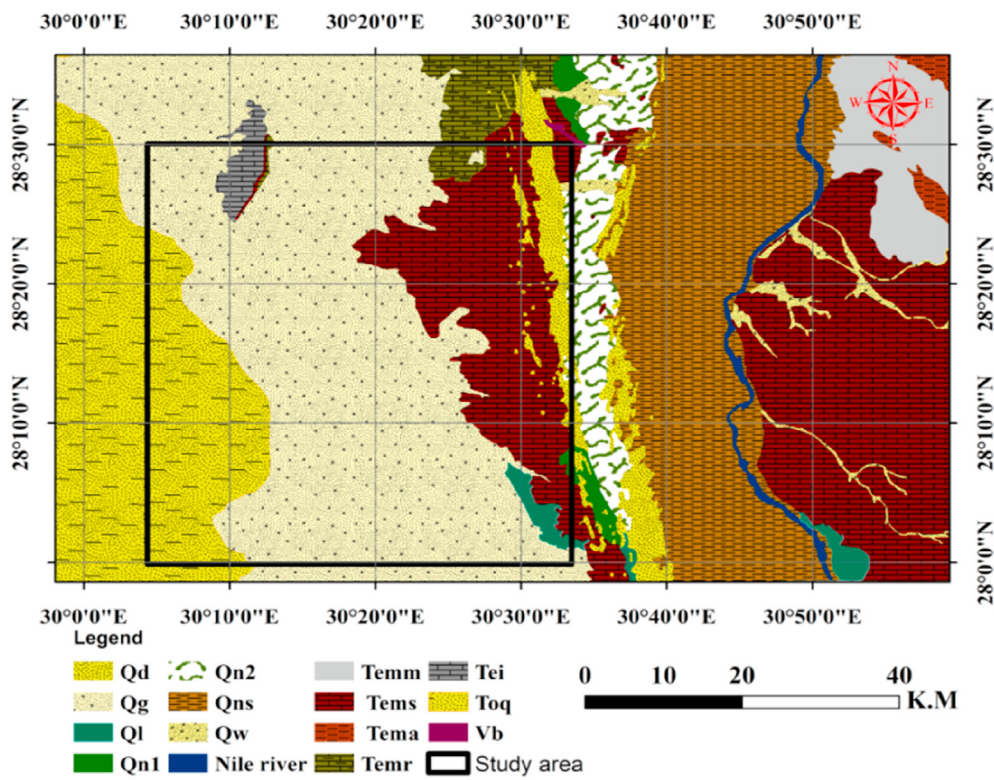 30°0'0"E 30°10'0"E 30°20'0"E 30°30'0"E 30°40'0"E 30°50'0"E
N
W E
S
28°30'0"N 28°30'0"N
28°20'0"N 28°20'0"N
28°10'0"N 28°10'0"N
28°0'0"N 28°0'0"N
30°0'0"E 30°10'0"E 30°20'0"E 30°30'0"E 30°40'0"E 30°50'0"E
Legend
Qd Qn2 Temm Tei
Qg Qns Tems Toq
Ql Qw Tema Vb
Qn1 Nile river Temr Study area
0 20 40
K.M